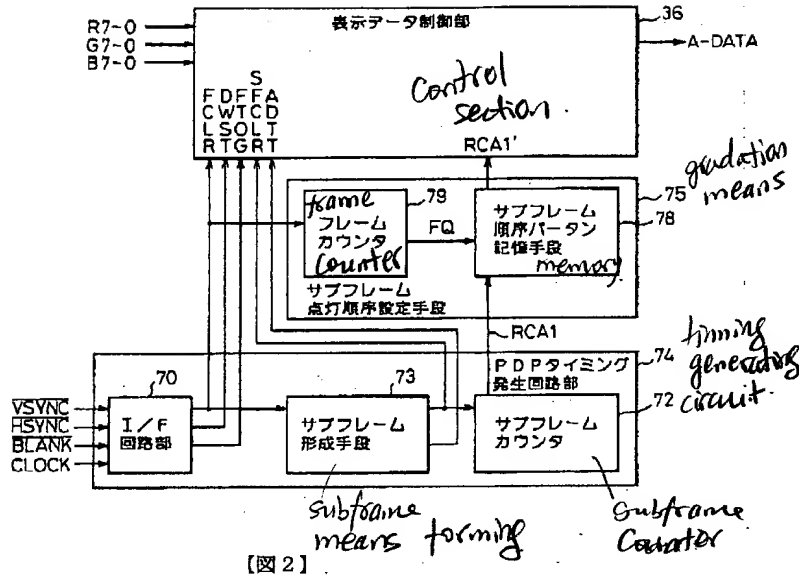 R7-0
G7-0
B7-0
表示データ制御部
36
A-DATA
control
section.
FCLR
DWST
FTOG
SFCLR
ADTT
RCA1'
gradation
means
75
frame
フレーム
カウンタ
counter
79
FQ
サブフレーム
順序パータン
記憶手段
memory
78
サブフレーム
点灯順序設定手段
RCA1
timing
generating
circuit.
74
PDPタイミング
発生回路部
70
73
72
VSYNC
HSYNC
BLANK
CLOCK
I/F
回路部
サブフレーム
形成手段
サブフレーム
カウンタ
subframe
means forming
subframe
Counter
【図2】